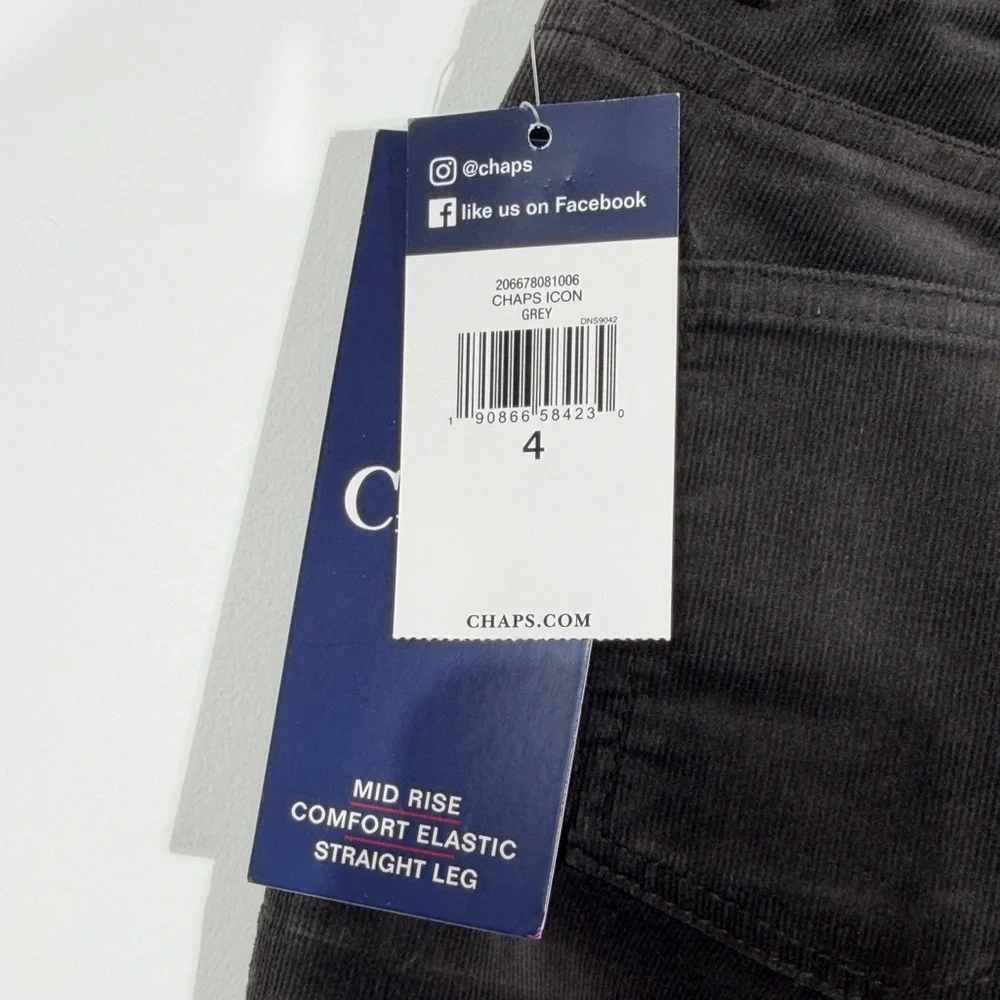 @chaps
like us on Facebook
206678081006
CHAPS ICON
GREY
DNS9042
1 90866 58423 0
4
CHAPS.COM
MID RISE
COMFORT ELASTIC
STRAIGHT LEG